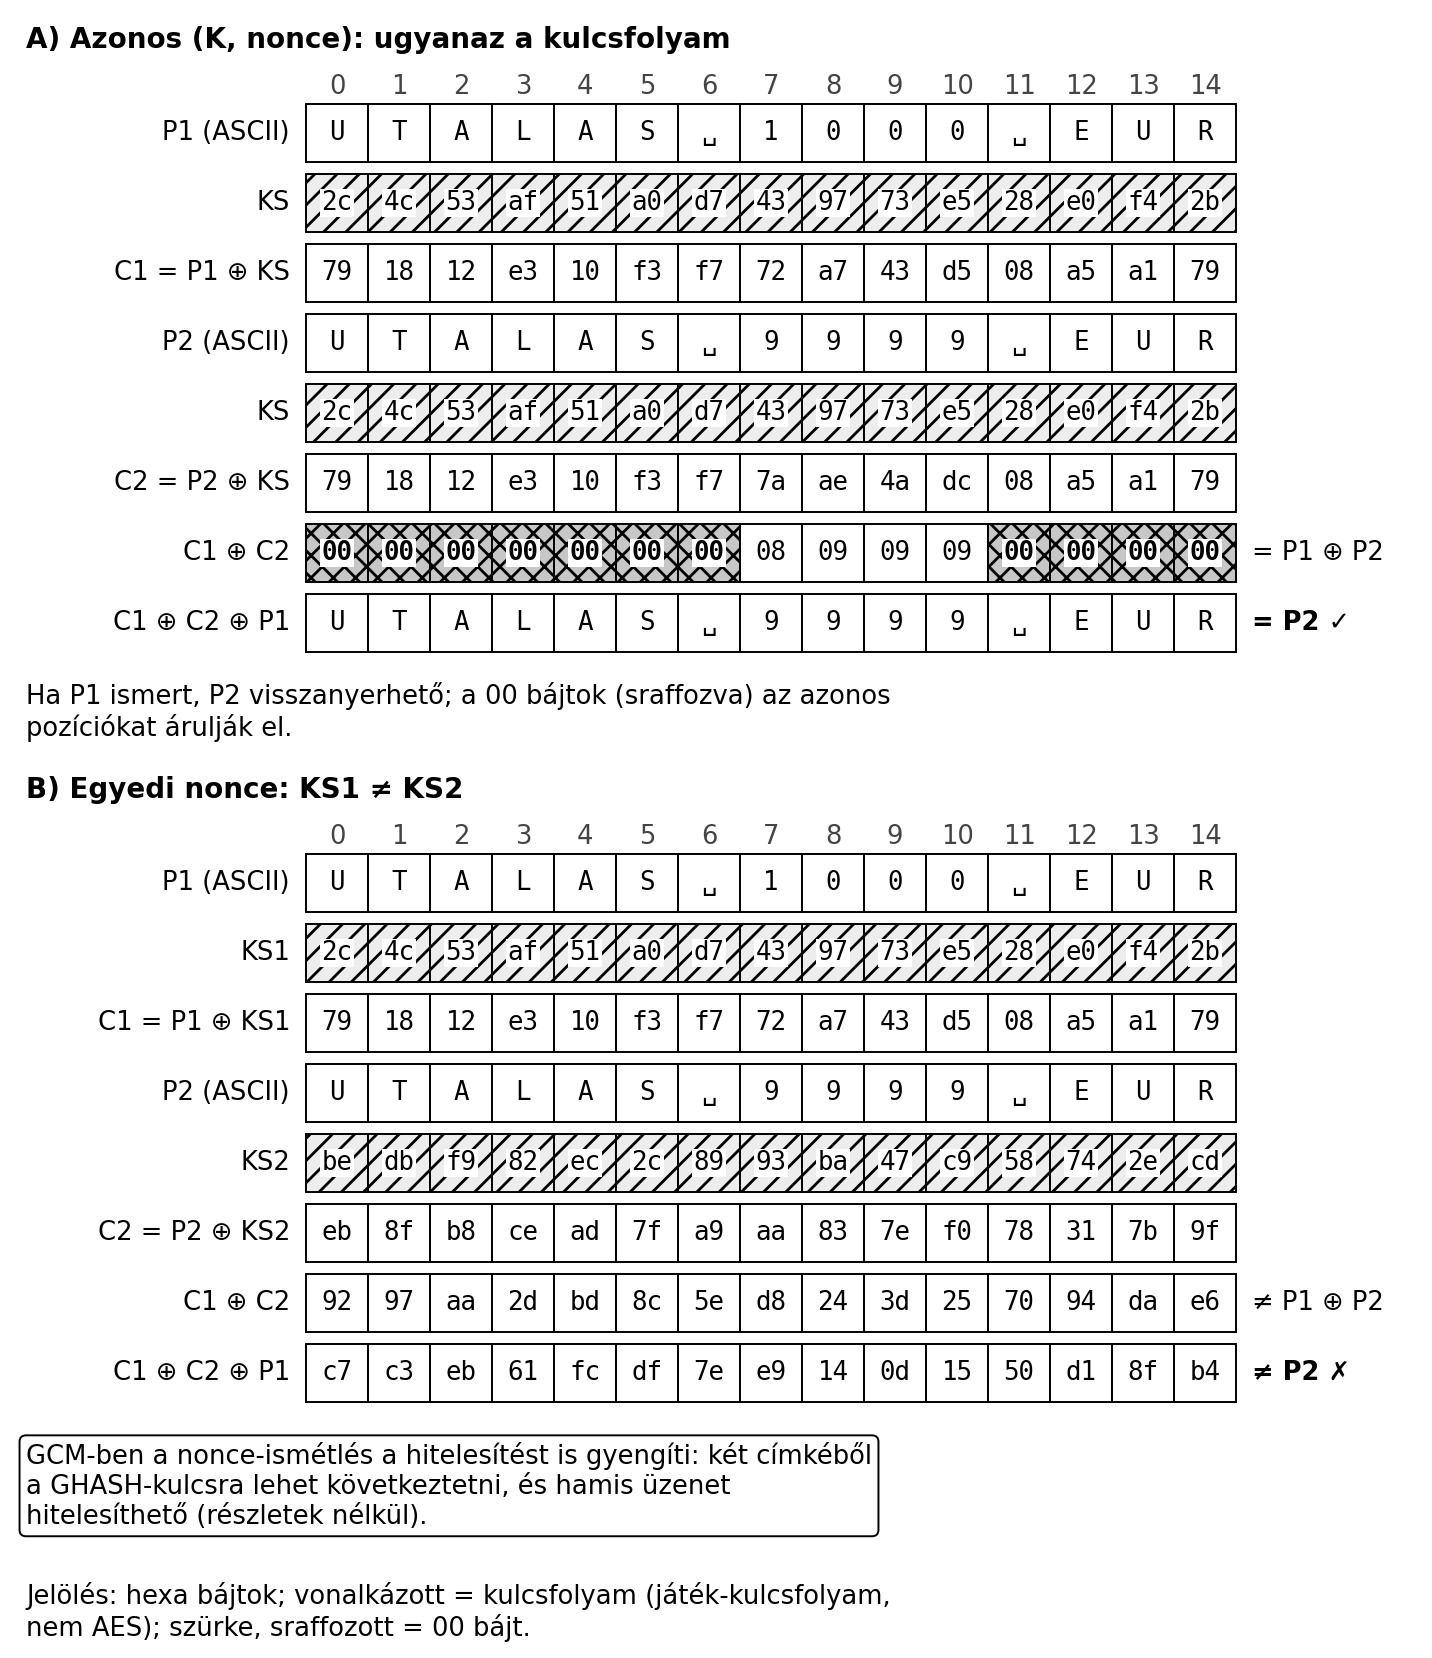 A) Azonos (K, nonce): ugyanaz a kulcsfolyam
0 1 2 3 4 5 6 7 8 9 10 11 12 13 14
P1 (ASCII) U T A L A S ␣ 1 0 0 0 ␣ E U R
KS 2c 4c 53 af 51 a0 d7 43 97 73 e5 28 e0 f4 2b
C1 = P1 ⊕ KS 79 18 12 e3 10 f3 f7 72 a7 43 d5 08 a5 a1 79
P2 (ASCII) U T A L A S ␣ 9 9 9 9 ␣ E U R
KS 2c 4c 53 af 51 a0 d7 43 97 73 e5 28 e0 f4 2b
C2 = P2 ⊕ KS 79 18 12 e3 10 f3 f7 7a ae 4a dc 08 a5 a1 79
C1 ⊕ C2 00 00 00 00 00 00 00 08 09 09 09 00 00 00 00 = P1 ⊕ P2
C1 ⊕ C2 ⊕ P1 U T A L A S ␣ 9 9 9 9 ␣ E U R = P2 ✓
Ha P1 ismert, P2 visszanyerhető; a 00 bájtok (sraffozva) az azonos
pozíciókat árulják el.
B) Egyedi nonce: KS1 ≠ KS2
0 1 2 3 4 5 6 7 8 9 10 11 12 13 14
P1 (ASCII) U T A L A S ␣ 1 0 0 0 ␣ E U R
KS1 2c 4c 53 af 51 a0 d7 43 97 73 e5 28 e0 f4 2b
C1 = P1 ⊕ KS1 79 18 12 e3 10 f3 f7 72 a7 43 d5 08 a5 a1 79
P2 (ASCII) U T A L A S ␣ 9 9 9 9 ␣ E U R
KS2 be db f9 82 ec 2c 89 93 ba 47 c9 58 74 2e cd
C2 = P2 ⊕ KS2 eb 8f b8 ce ad 7f a9 aa 83 7e f0 78 31 7b 9f
C1 ⊕ C2 92 97 aa 2d bd 8c 5e d8 24 3d 25 70 94 da e6 ≠ P1 ⊕ P2
C1 ⊕ C2 ⊕ P1 c7 c3 eb 61 fc df 7e e9 14 0d 15 50 d1 8f b4 ≠ P2 ✗
GCM-ben a nonce-ismétlés a hitelesítést is gyengíti: két címkéből
a GHASH-kulcsra lehet következtetni, és hamis üzenet
hitelesíthető (részletek nélkül).
Jelölés: hexa bájtok; vonalkázott = kulcsfolyam (játék-kulcsfolyam,
nem AES); szürke, sraffozott = 00 bájt.